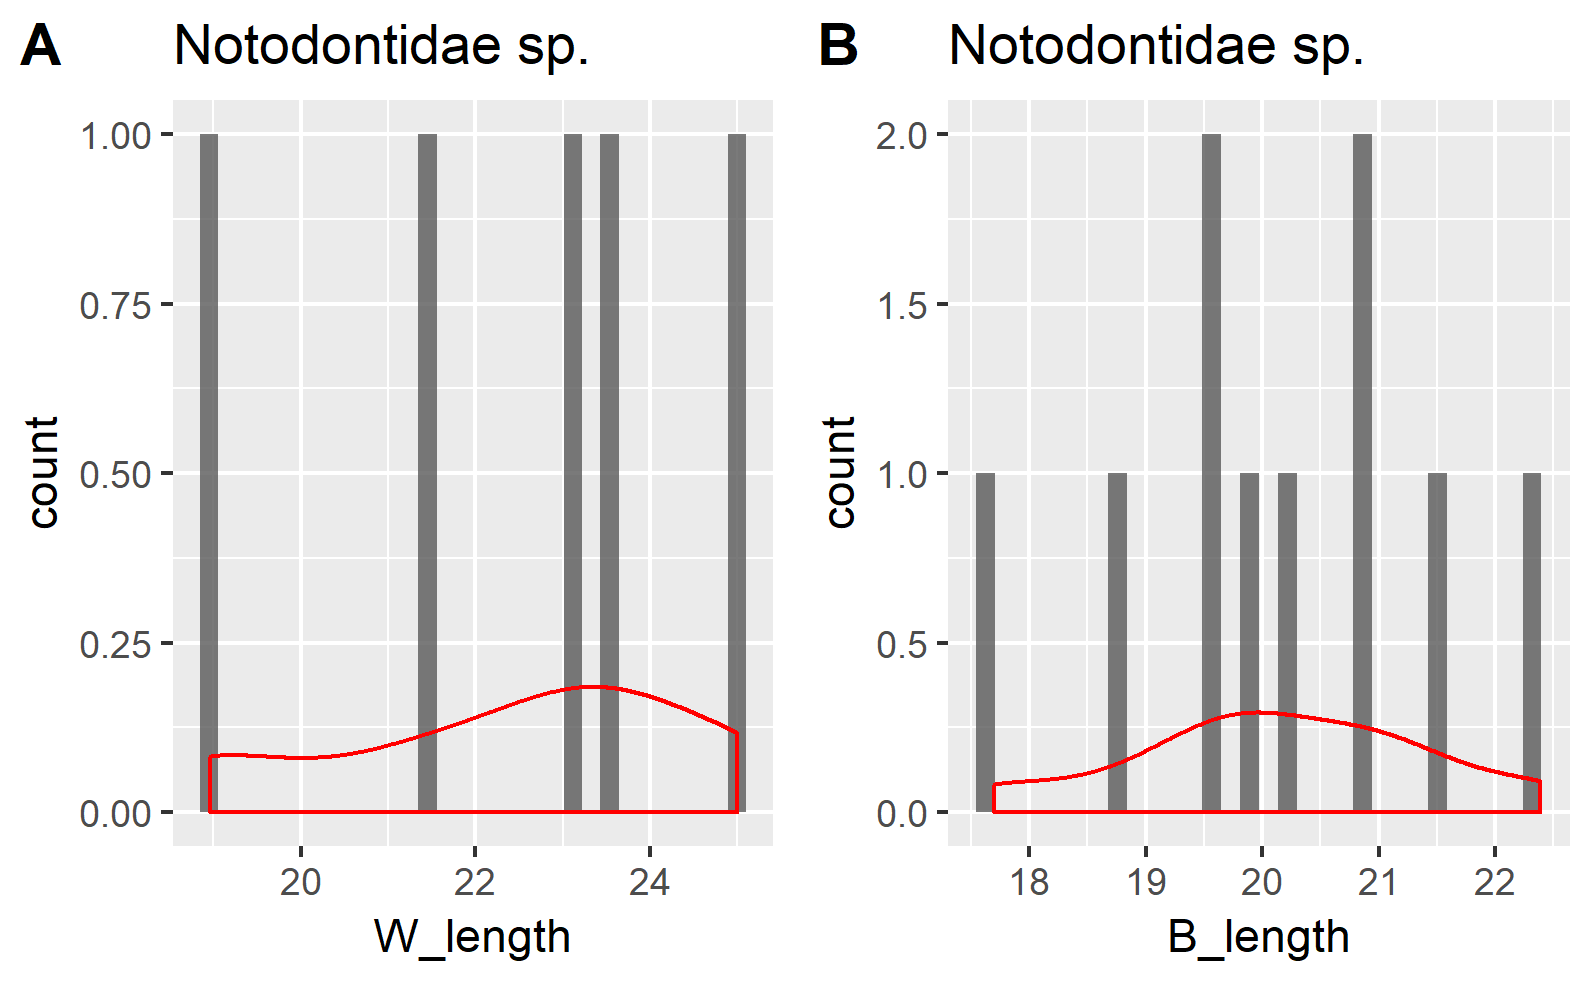 A
Notodontidae sp.
1.00
0.75
0.50
0.25
0.00
count
20 22 24
W_length
B
Notodontidae sp.
2.0
1.5
1.0
0.5
0.0
count
18 19 20 21 22
B_length